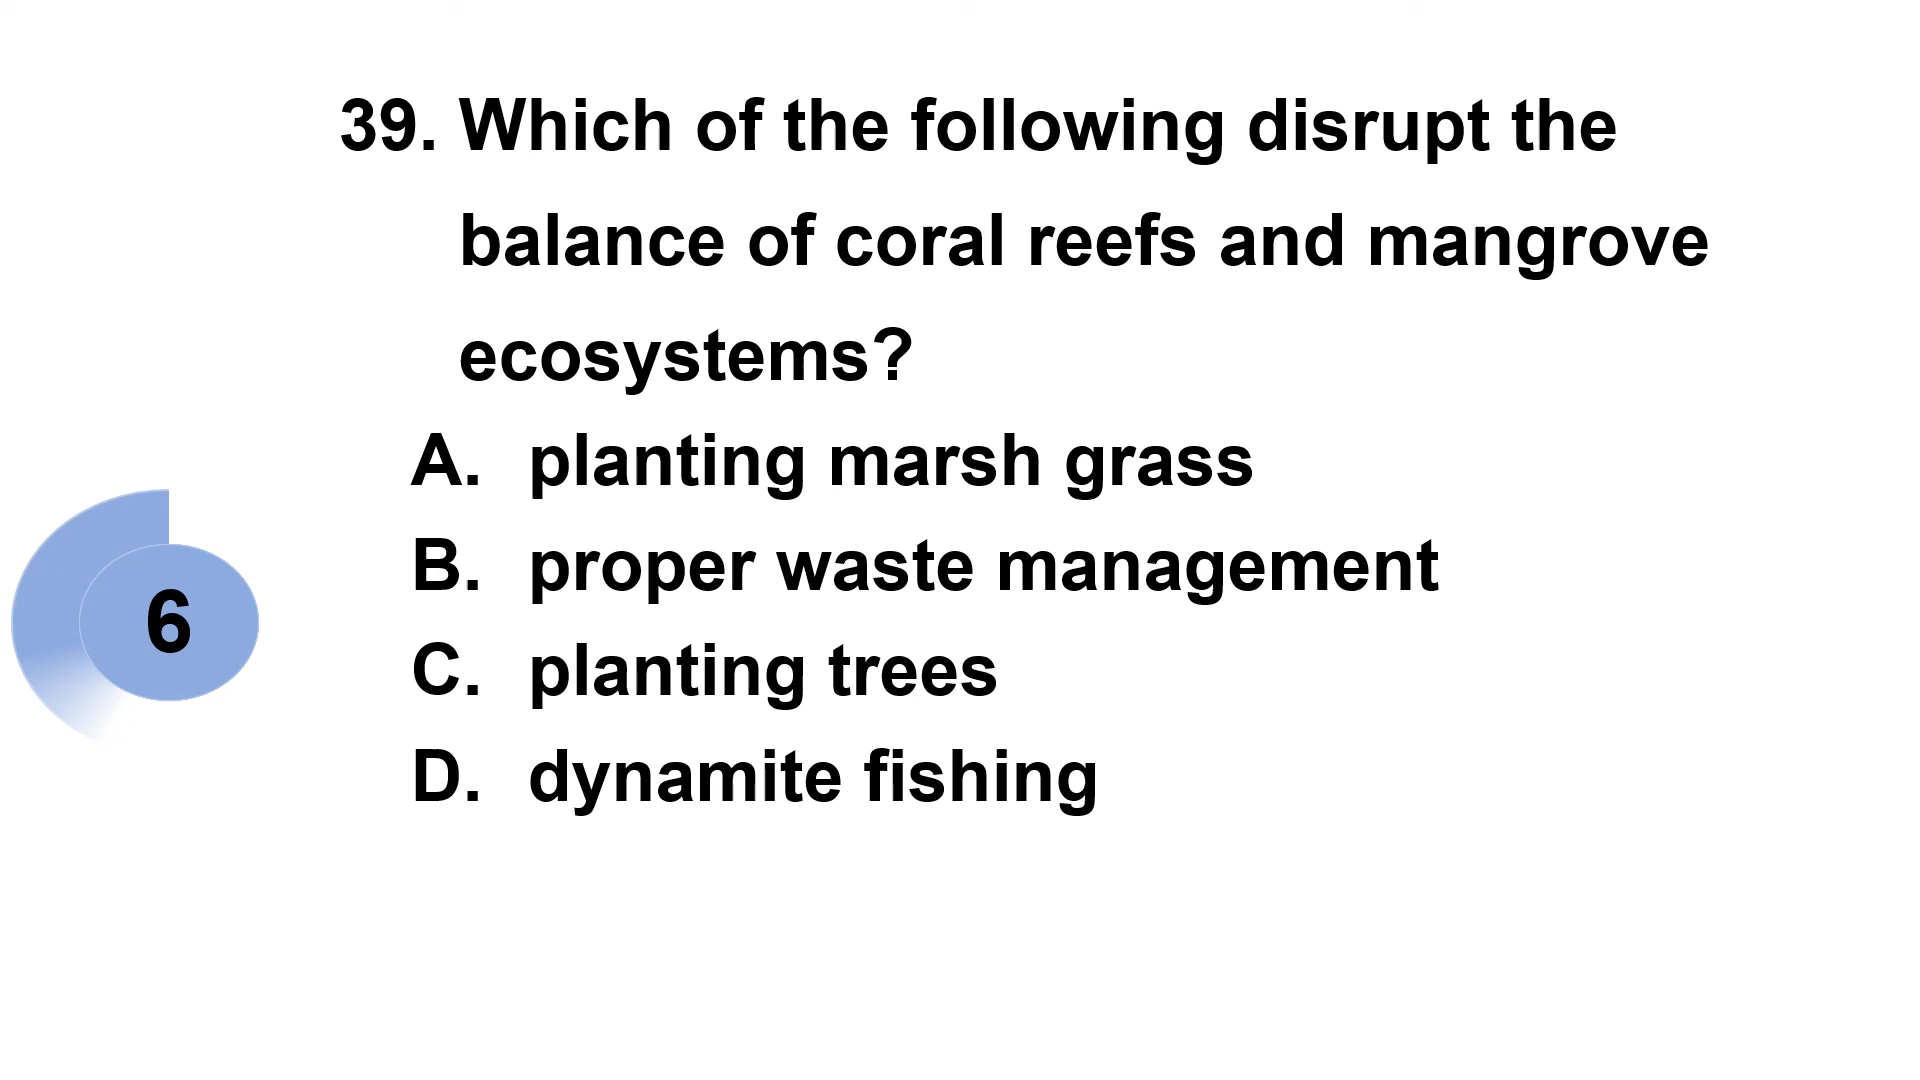 39. Which of the following disrupt the
balance of coral reefs and mangrove
ecosystems?
A. planting marsh grass
B. proper waste management
6
C. planting trees
D. dynamite fishing